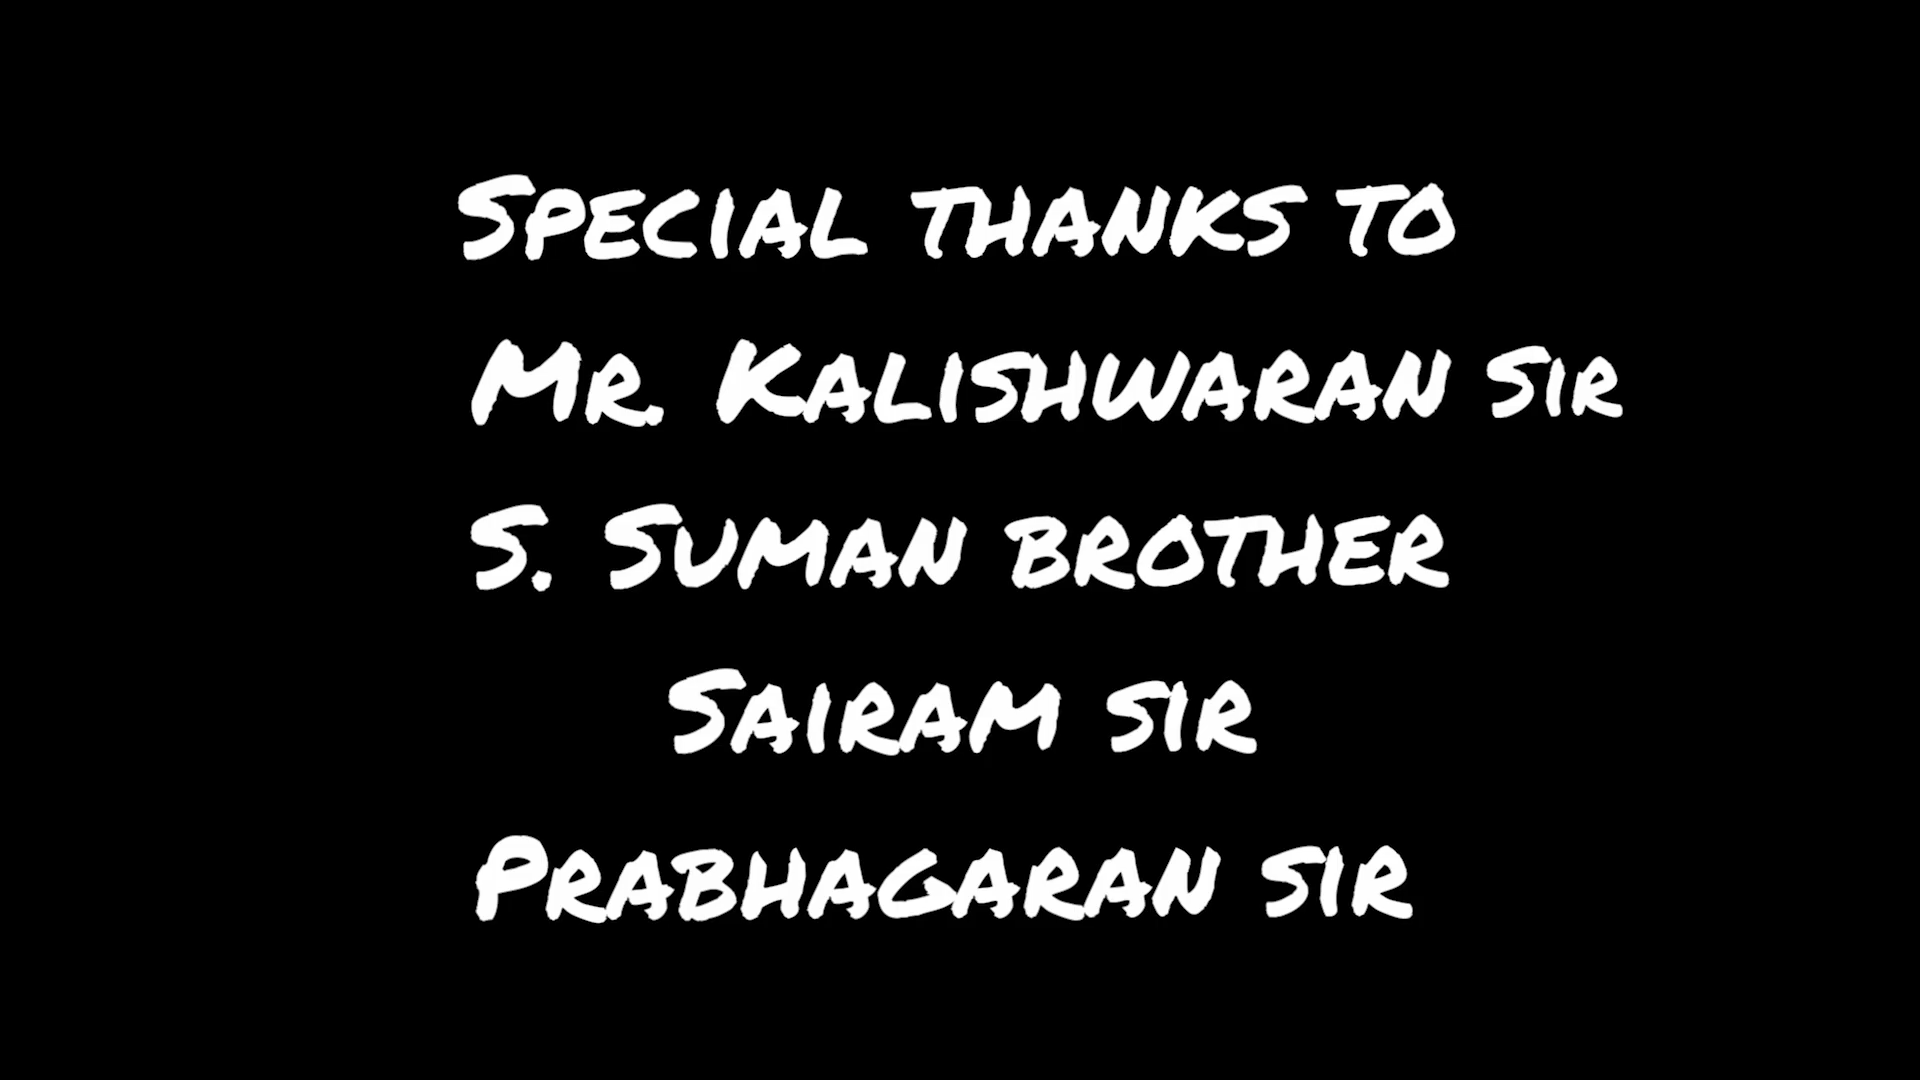 Special thanks to
Mr. Kalishwaran sir
S. Suman brother
Sairam sir
Prabhagaran sir